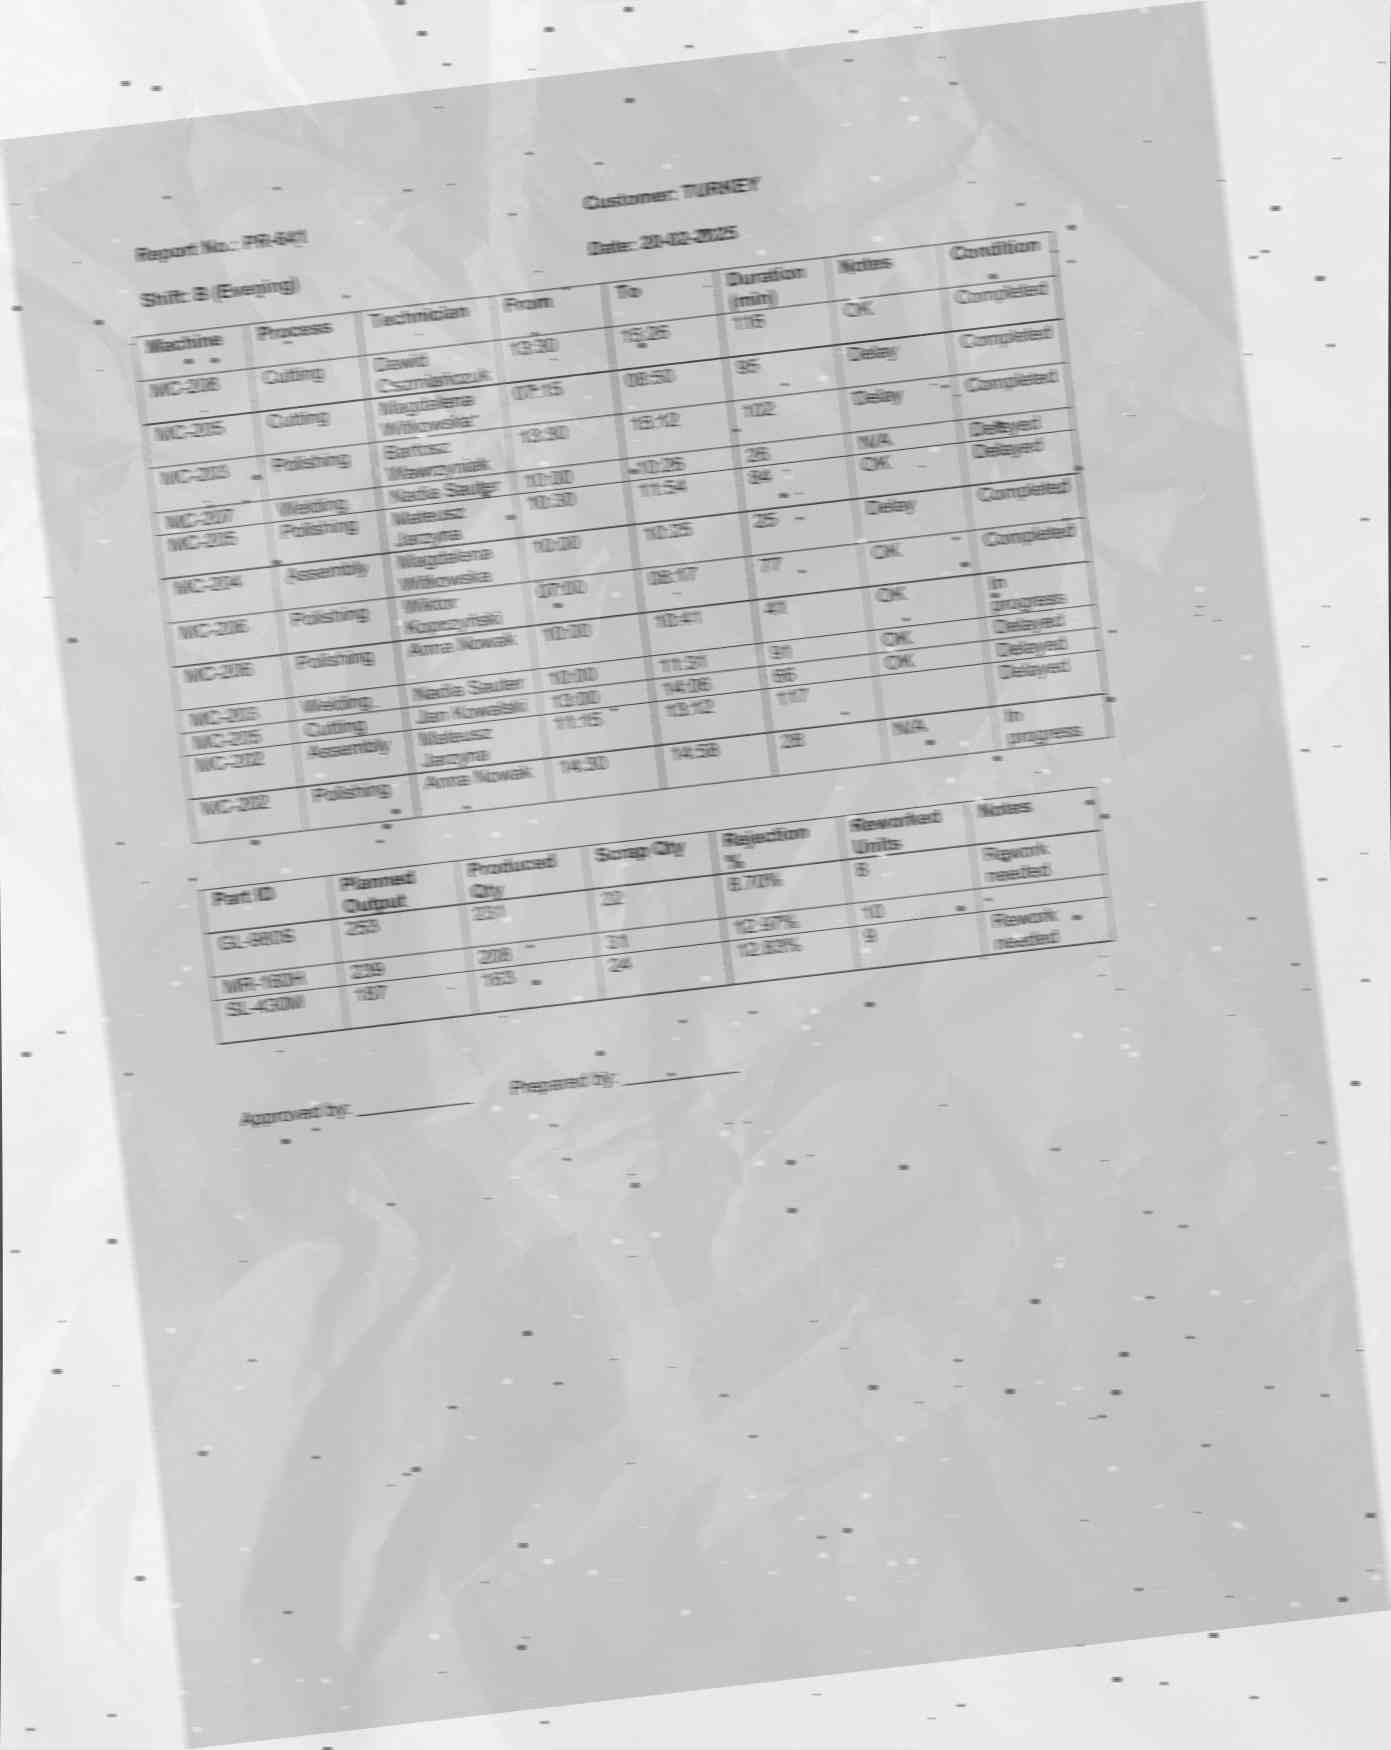 Customer: TURKEY
Report No.: PR-641
Date: 20-02-2025
Shift: B (Evening)
Machine Process Technician From To Duration (min) Notes Condition
Cutting Dawid 13:30 15:26 116 OK Completed
MC-205 Cutting Magdalena Witkowska 07:15 08:50 95 Delay Completed
MC-203 Polishing Bartosz Wawrzyniak 13:30 15:12 102 Delay Completed
MC-207 Welding Nadia Sauter 10:00 10:26 26 N/A Delayed
MC-205 Polishing Mateusz Jarzyna 10:30 11:54 84 OK Delayed
MC-204 Assembly Magdalena Witkowska 10:00 10:25 25 Delay Completed
MC-206 Polishing Wiktor 07:00 08:17 77 OK Completed
MC-206 Polishing Anna Nowak 10:00 10:41 41 OK In progress
MC-203 Welding Nadia Sauter 10:00 11:31 91 OK Delayed
MC-205 Cutting Jan Kowalski 13:00 14:06 66 OK Delayed
MC-202 Assembly Mateusz Jarzyna 11:15 13:12 117 Delayed
MC-202 Polishing Anna Nowak 14:30 14:58 28 N/A In progress
Part ID Planned Output Produced Qty Scrap Qty Rejection % Reworked Units Notes
253 231 22 8.70% 6 Rework needed
MR-160H 239 208 31 12.97% 10 -
SL-430M 187 163 24 12.83% 9 Rework needed
Prepared by:
Approved by: